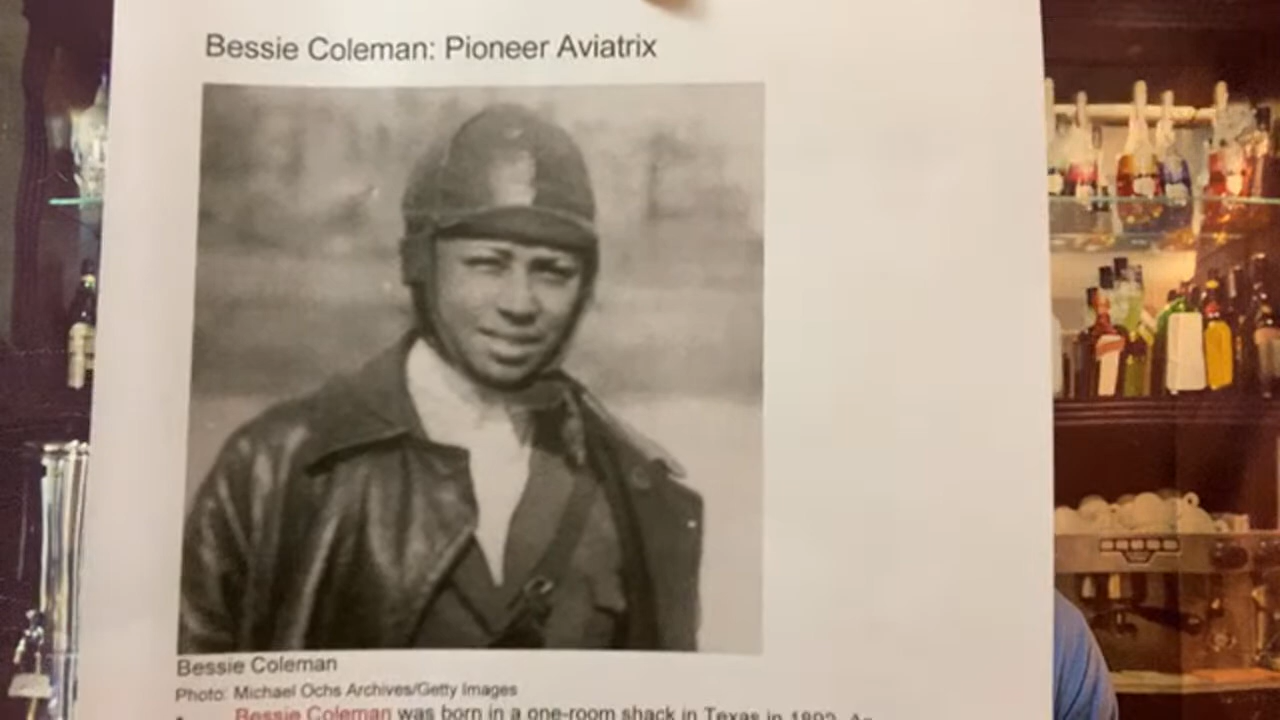 Bessie Coleman: Pioneer Aviatrix
Bessie Coleman
Photo: Michael Ochs Archives/Getty Images
Bessie Coleman was born in a one-room shack in Texas in 1892.